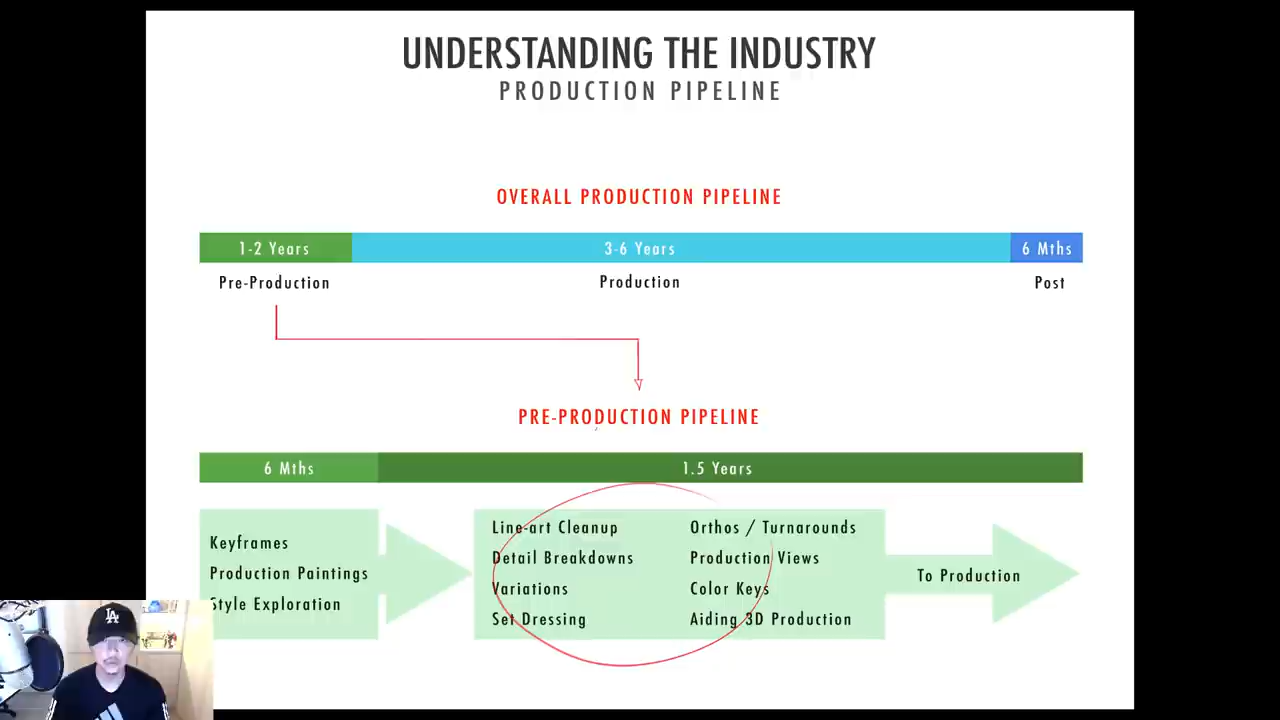 UNDERSTANDING THE INDUSTRY
PRODUCTION PIPELINE
OVERALL PRODUCTION PIPELINE
1-2 Years
3-6 Years
6 Mths
Pre-Production
Production
Post
PRE-PRODUCTION PIPELINE
6 Mths
1.5 Years
Keyframes
Production Paintings
Style Exploration
Line-art Cleanup
Detail Breakdowns
Variations
Set Dressing
Orthos / Turnarounds
Production Views
Color Keys
Aiding 3D Production
To Production
LA